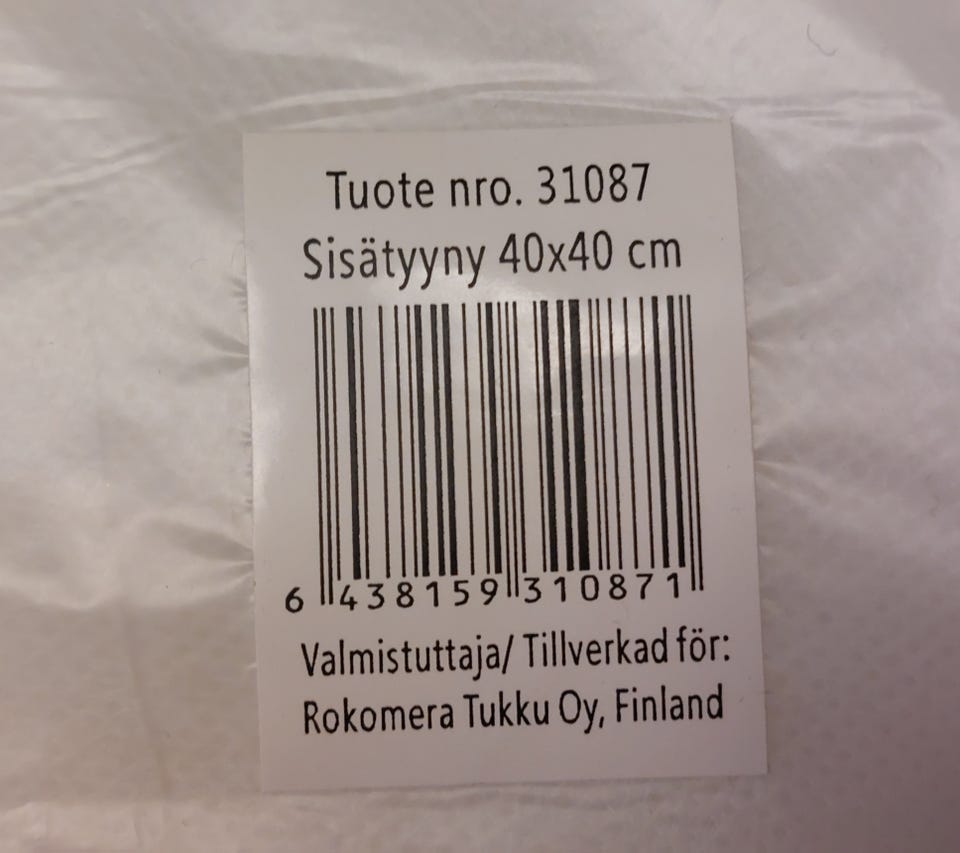 Tuote nro. 31087
Sisätyyny 40x40 cm
6 438159 310871
Valmistuttaja/ Tillverkad för:
Rokomera Tukku Oy, Finland